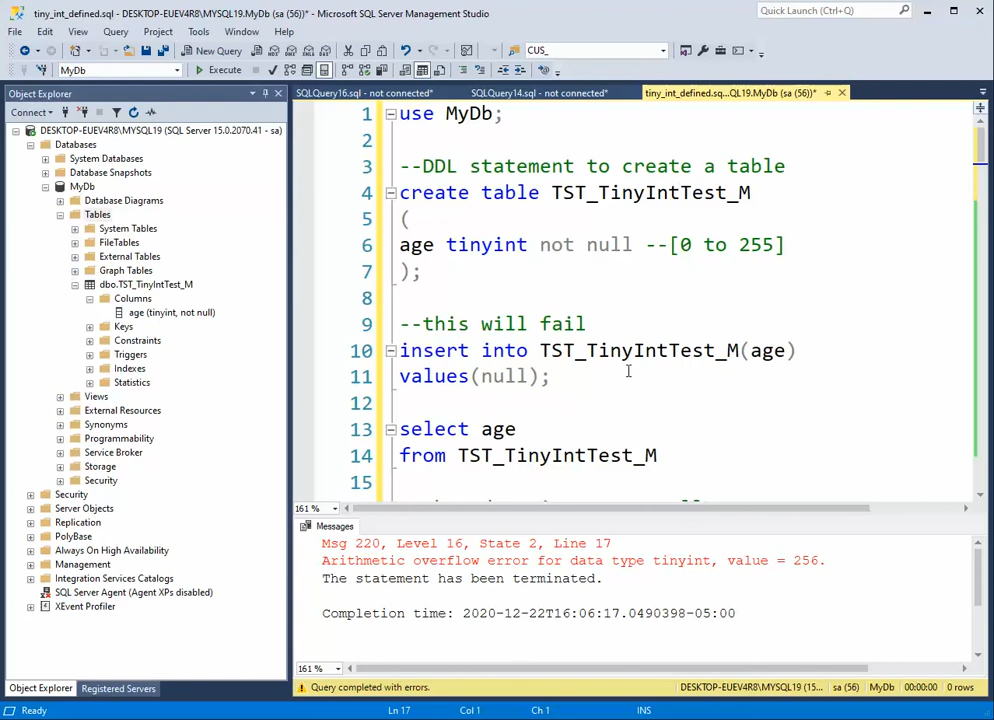 tiny_int_defined.sql - DESKTOP-EUEV4R8\MYSQL19.MyDb (sa (56))* - Microsoft SQL Server Management Studio
Quick Launch (Ctrl+Q)
File Edit View Query Project Tools Window Help
New Query
CUS_
MyDb
Execute
Object Explorer
SQLQuery16.sql - not connected*
SQLQuery14.sql - not connected*
tiny_int_defined.sq...QL19.MyDb (sa (56))*
Connect
DESKTOP-EUEV4R8\MYSQL19 (SQL Server 15.0.2070.41 - sa)
Databases
System Databases
Database Snapshots
MyDb
Database Diagrams
Tables
System Tables
FileTables
External Tables
Graph Tables
dbo.TST_TinyIntTest_M
Columns
age (tinyint, not null)
Keys
Constraints
Triggers
Indexes
Statistics
Views
External Resources
Synonyms
Programmability
Service Broker
Storage
Security
Security
Server Objects
Replication
PolyBase
Always On High Availability
Management
Integration Services Catalogs
SQL Server Agent (Agent XPs disabled)
XEvent Profiler
Object Explorer
Registered Servers
1 use MyDb;
2
3 --DDL statement to create a table
4 create table TST_TinyIntTest_M
5 (
6 age tinyint not null --[0 to 255]
7 );
8
9 --this will fail
10 insert into TST_TinyIntTest_M(age)
11 values(null);
12
13 select age
14 from TST_TinyIntTest_M
15
161 %
Messages
Msg 220, Level 16, State 2, Line 17
Arithmetic overflow error for data type tinyint, value = 256.
The statement has been terminated.
Completion time: 2020-12-22T16:06:17.0490398-05:00
161 %
Query completed with errors.
DESKTOP-EUEV4R8\MYSQL19 (15...
sa (56)
MyDb
00:00:00
0 rows
Ready
Ln 17
Col 1
Ch 1
INS